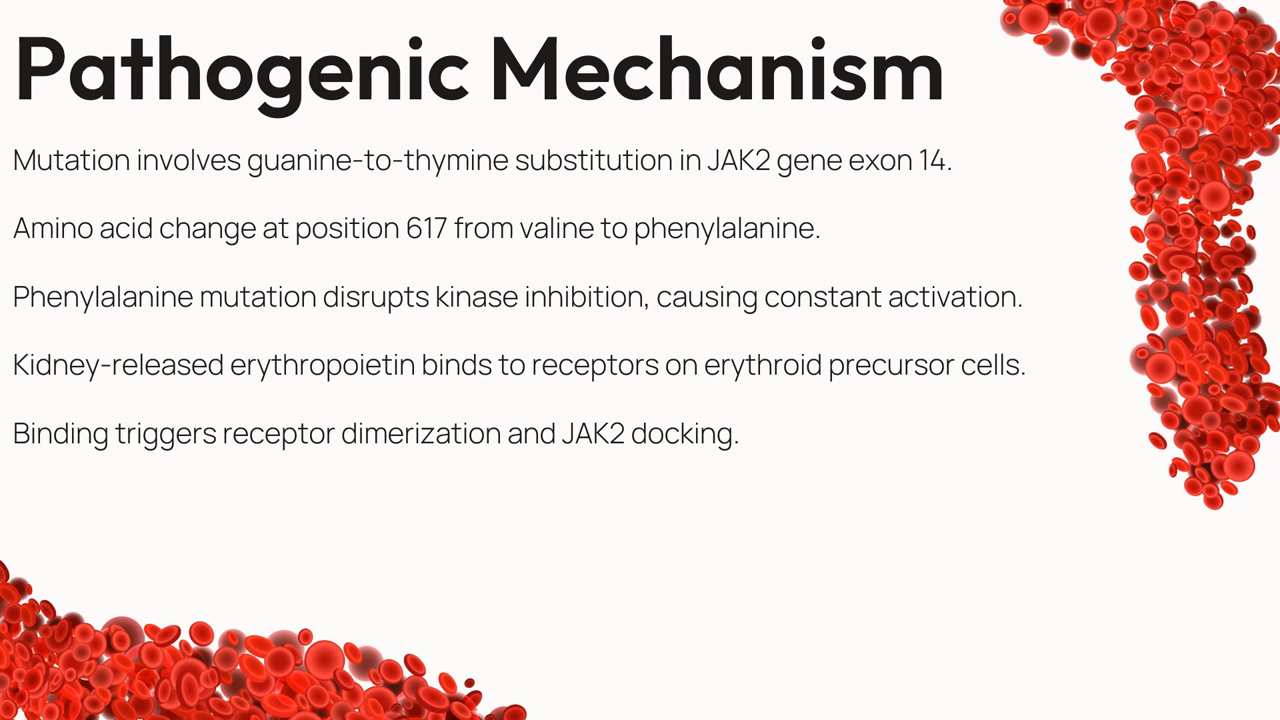 Pathogenic Mechanism
Mutation involves guanine-to-thymine substitution in JAK2 gene exon 14.
Amino acid change at position 617 from valine to phenylalanine.
Phenylalanine mutation disrupts kinase inhibition, causing constant activation.
Kidney-released erythropoietin binds to receptors on erythroid precursor cells.
Binding triggers receptor dimerization and JAK2 docking.